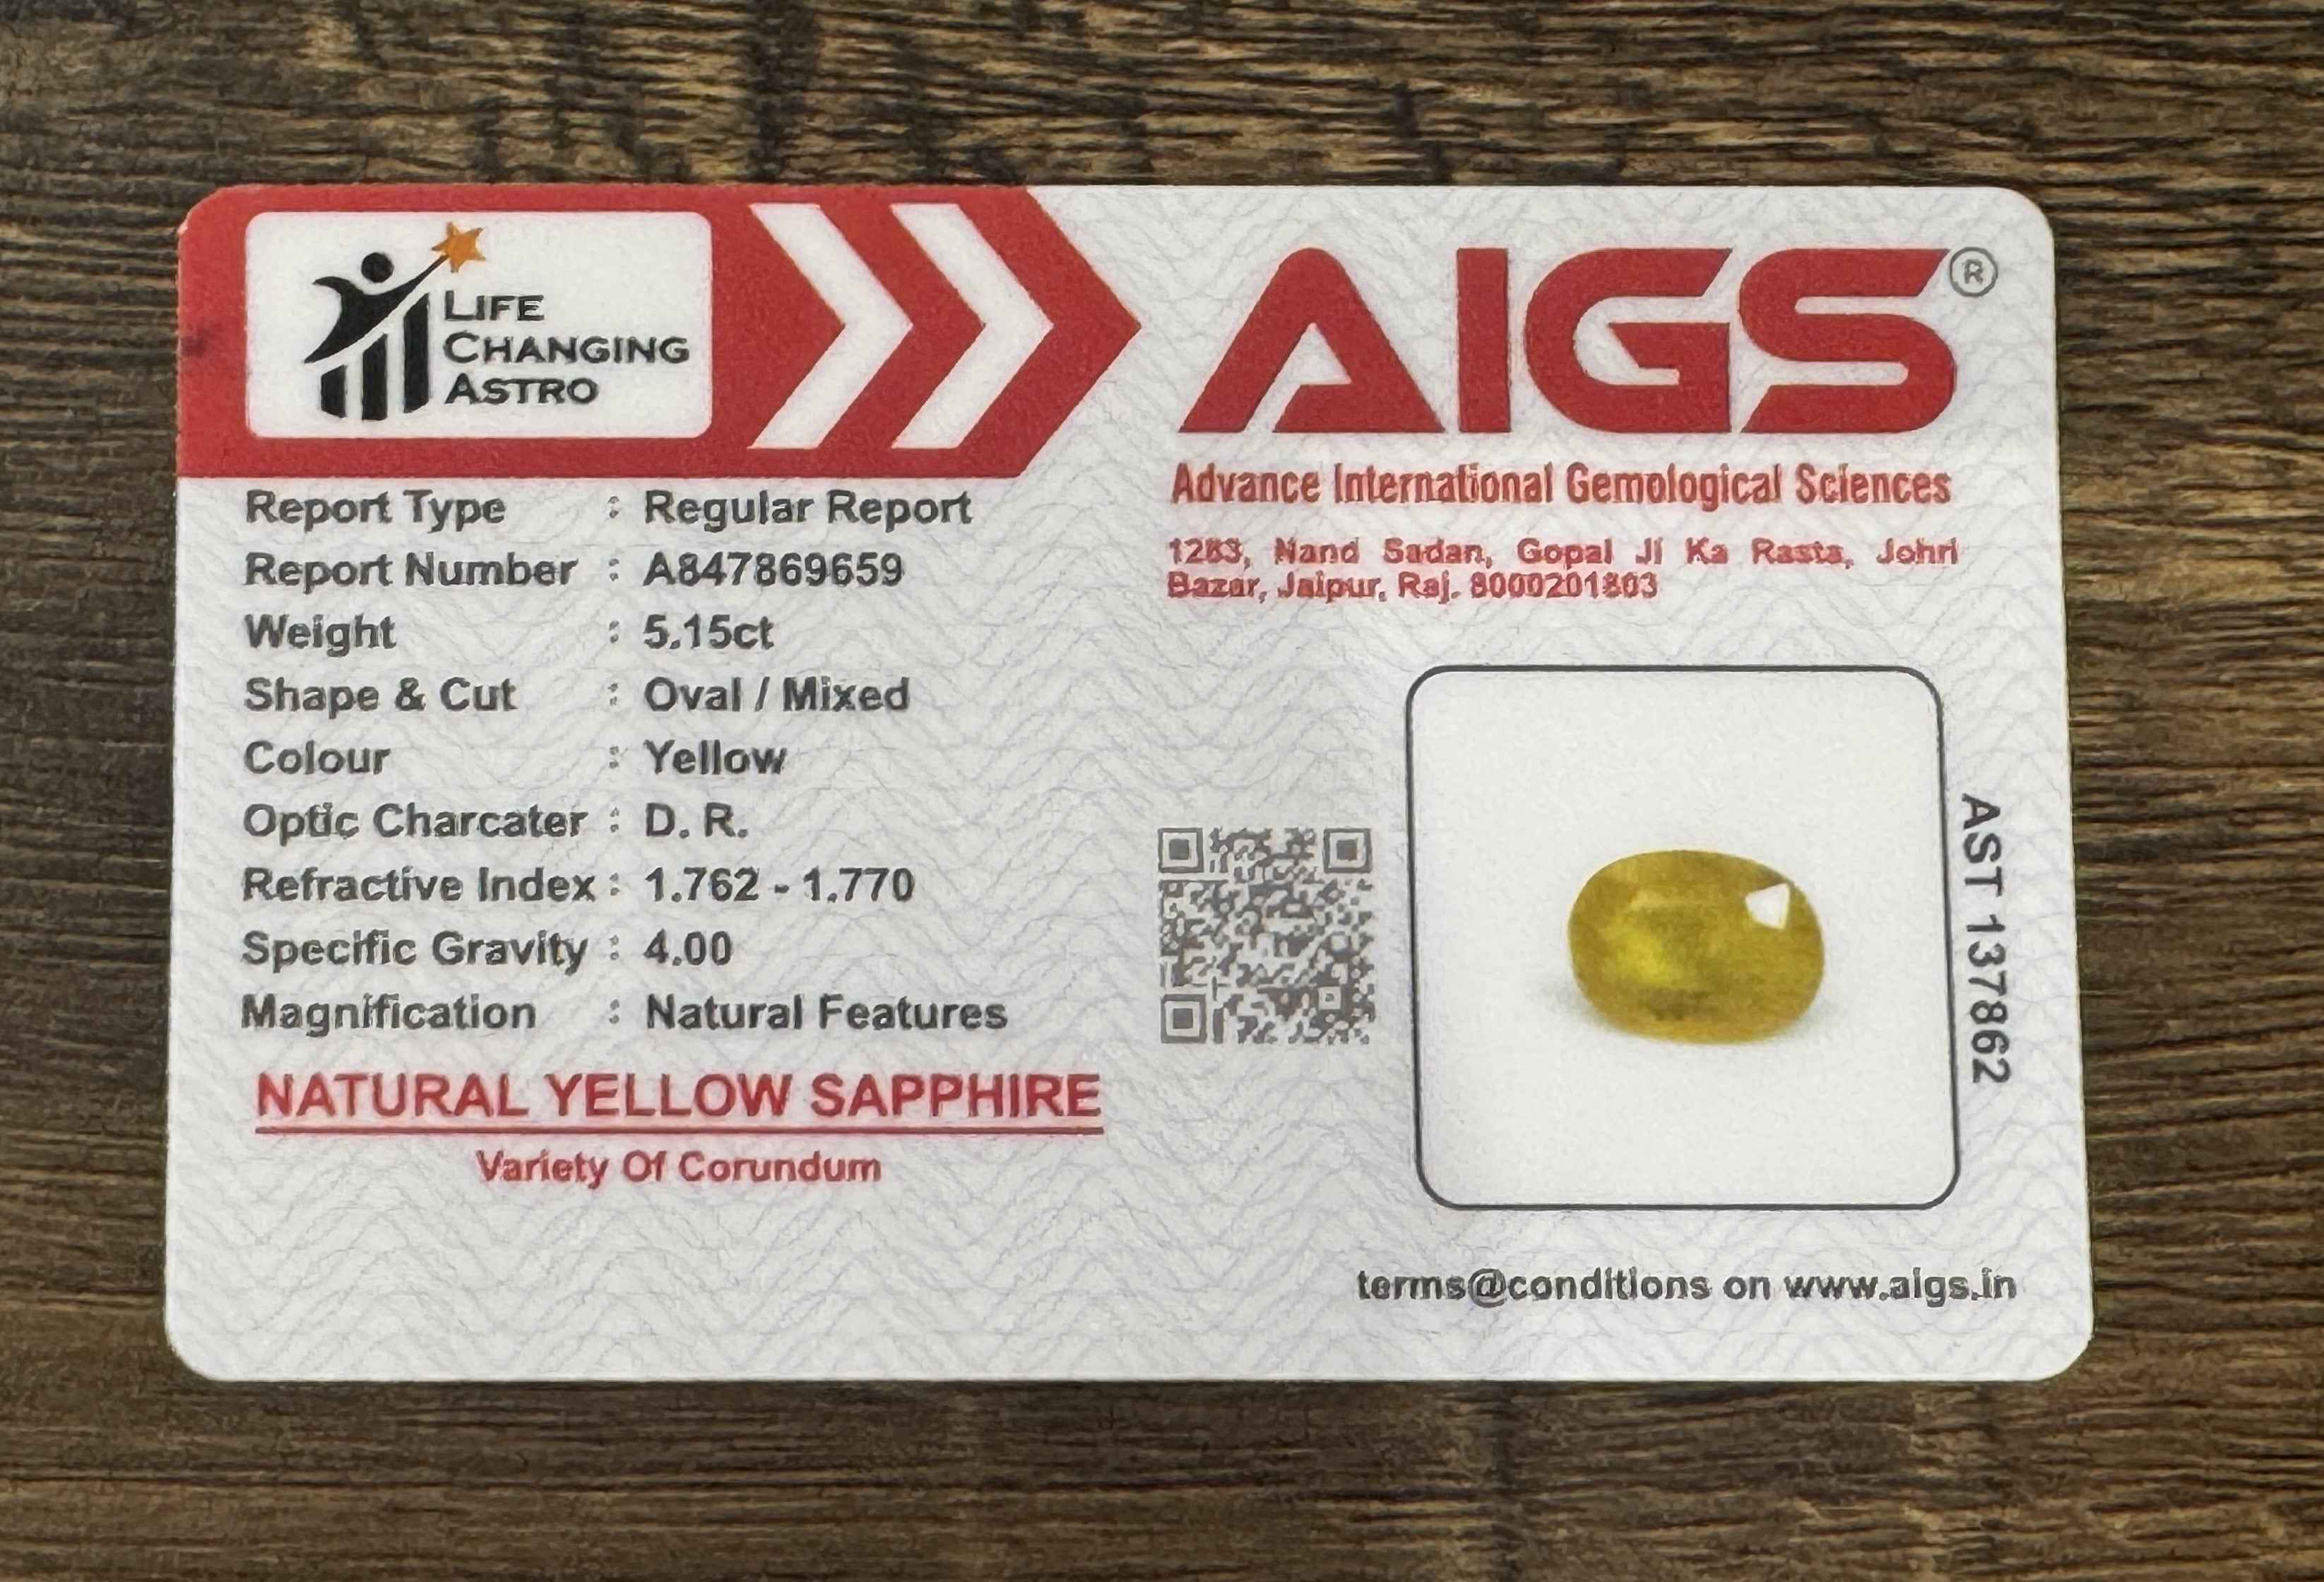 LIFE
CHANGING
ASTRO
AIGS®
Advance International Gemological Sciences
1283, Nand Sadan, Gopal Ji Ka Rasta, Johri
Bazar, Jaipur, Raj. 8000201803
Report Type : Regular Report
Report Number : A847869659
Weight : 5.15ct
Shape & Cut : Oval / Mixed
Colour : Yellow
Optic Charcater : D. R.
Refractive Index : 1.762 - 1.770
Specific Gravity : 4.00
Magnification : Natural Features
NATURAL YELLOW SAPPHIRE
Variety Of Corundum
AST 137862
terms@conditions on www.aigs.in